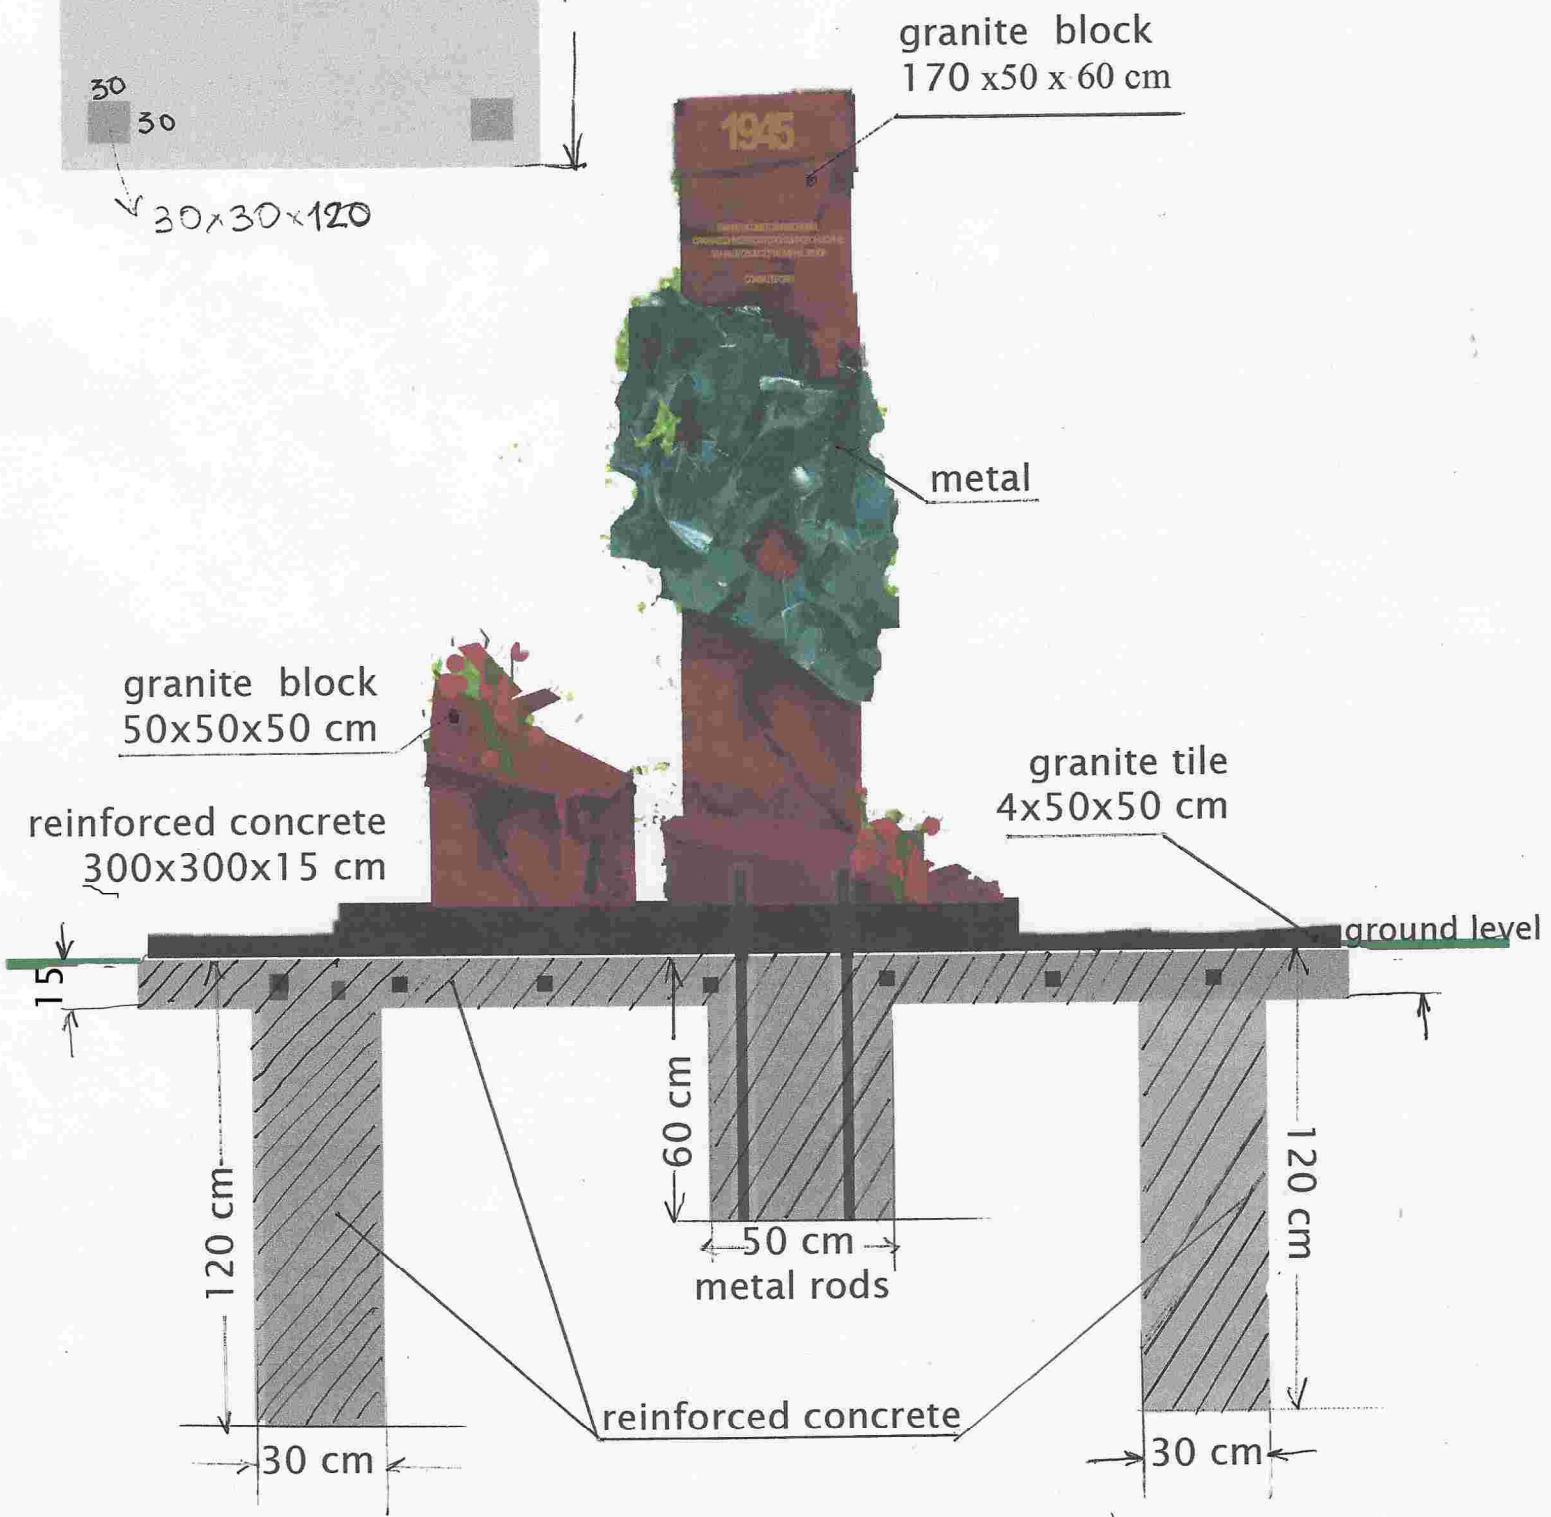 30
30
30x30x120
granite block
170 x50 x 60 cm
1945
metal
granite block
50x50x50 cm
granite tile
4x50x50 cm
reinforced concrete
300x300x15 cm
ground level
15
60 cm
120 cm
120 cm
50 cm
metal rods
reinforced concrete
30 cm
30 cm